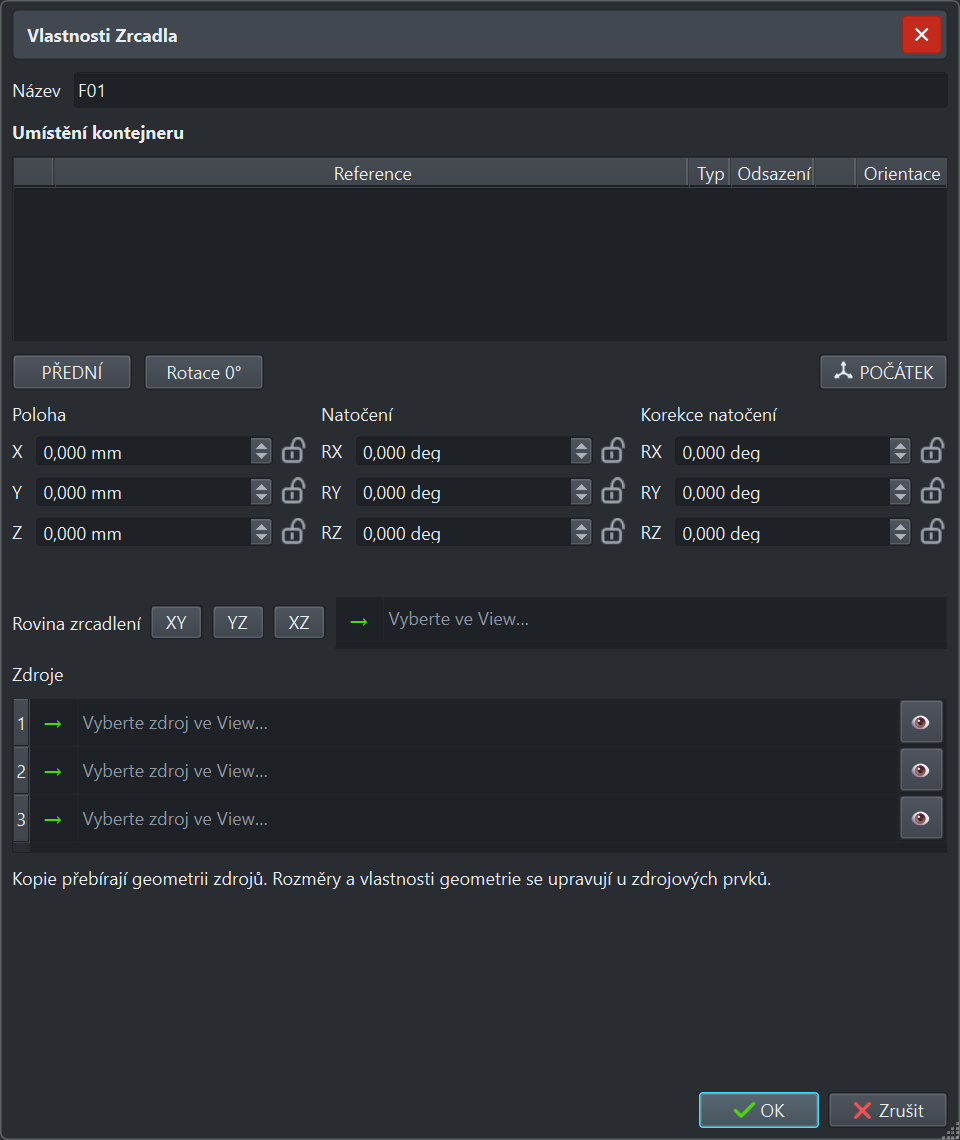 Vlastnosti Zrcadla
Název F01
Umístění kontejneru
Reference Typ Odsazení Orientace
PŘEDNÍ Rotace 0° POČÁTEK
Poloha Natočení Korekce natočení
X 0,000 mm RX 0,000 deg RX 0,000 deg
Y 0,000 mm RY 0,000 deg RY 0,000 deg
Z 0,000 mm RZ 0,000 deg RZ 0,000 deg
Rovina zrcadlení XY YZ XZ → Vyberte ve View...
Zdroje
1 → Vyberte zdroj ve View...
2 → Vyberte zdroj ve View...
3 → Vyberte zdroj ve View...
Kopie přebírají geometrii zdrojů. Rozměry a vlastnosti geometrie se upravují u zdrojových prvků.
OK Zrušit